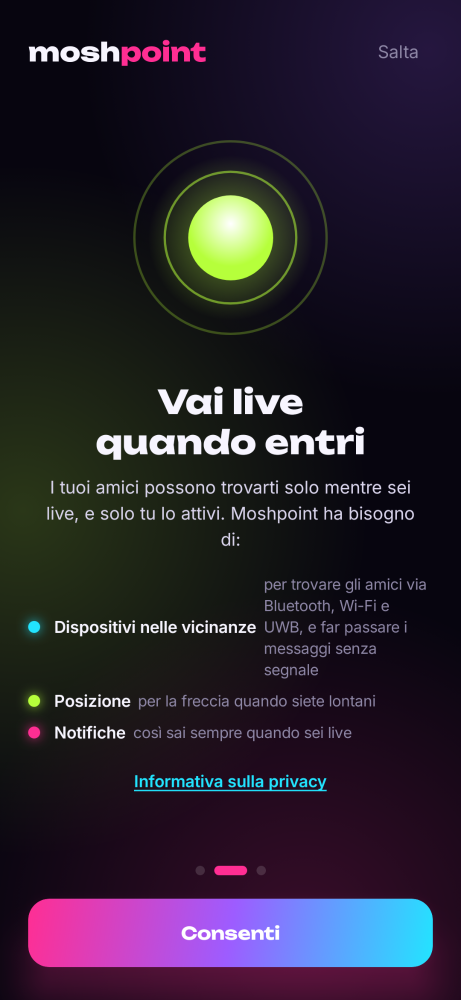 moshpoint
Salta
Vai live
quando entri
I tuoi amici possono trovarti solo mentre sei
live, e solo tu lo attivi. Moshpoint ha bisogno
di:
Dispositivi nelle vicinanze
per trovare gli amici via
Bluetooth, Wi-Fi e
UWB, e far passare i
messaggi senza
segnale
Posizione per la freccia quando siete lontani
Notifiche così sai sempre quando sei live
Informativa sulla privacy
Consenti